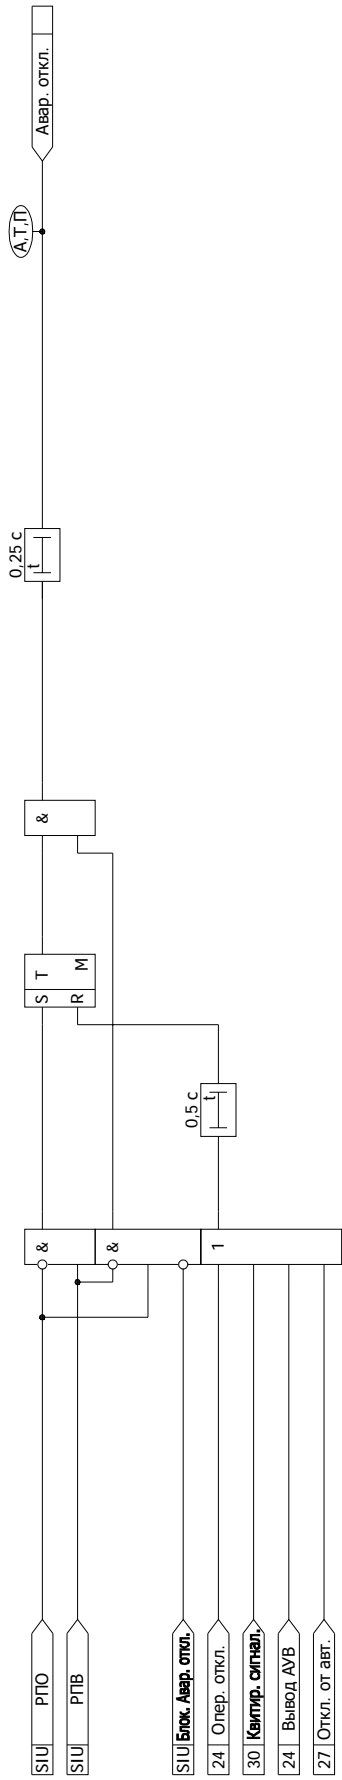 SIU РПО
SIU РПВ
SIU Блок. Авар. откл.
24 Опер. откл.
30 Квитир. сигнал.
24 Вывод АУВ
27 Откл. от авт.
&
&
1
0,5 с
t
S T
R M
&
0,25 с
t
А,Т,П
Авар. откл.